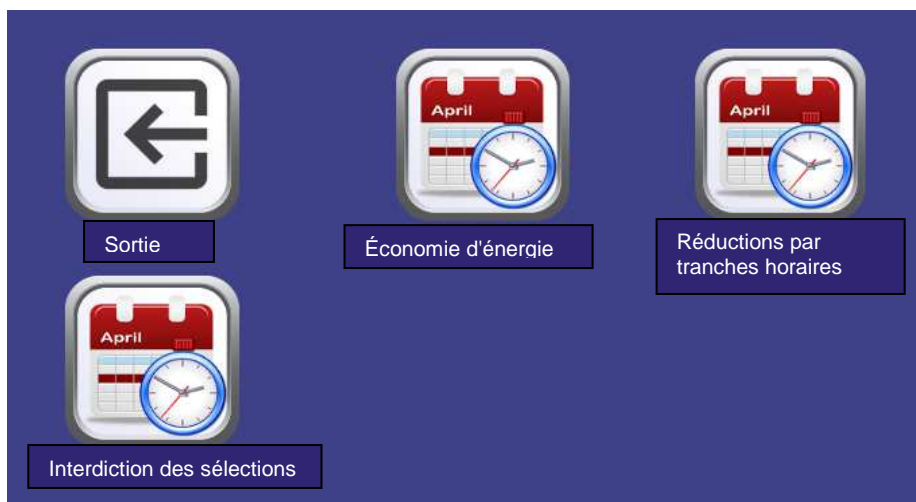 April
April
Sortie
Économie d'énergie
Réductions par
tranches horaires
April
Interdiction des sélections